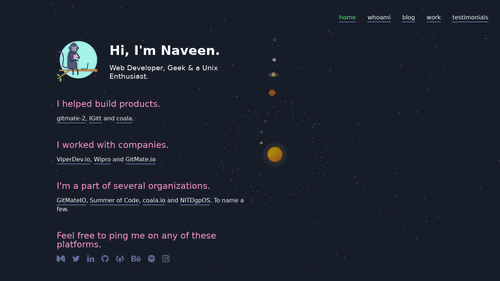 home whoami blog work testimonials
Hi, I'm Naveen.
Web Developer, Geek & a Unix
Enthusiast.
I helped build products.
gitmate-2, IGitt and coala.
I worked with companies.
ViperDev.io, Wipro and GitMate.io
I'm a part of several organizations.
GitMateIO, Summer of Code, coala.io and NITDgpOS. To name a
few.
Feel free to ping me on any of these
platforms.